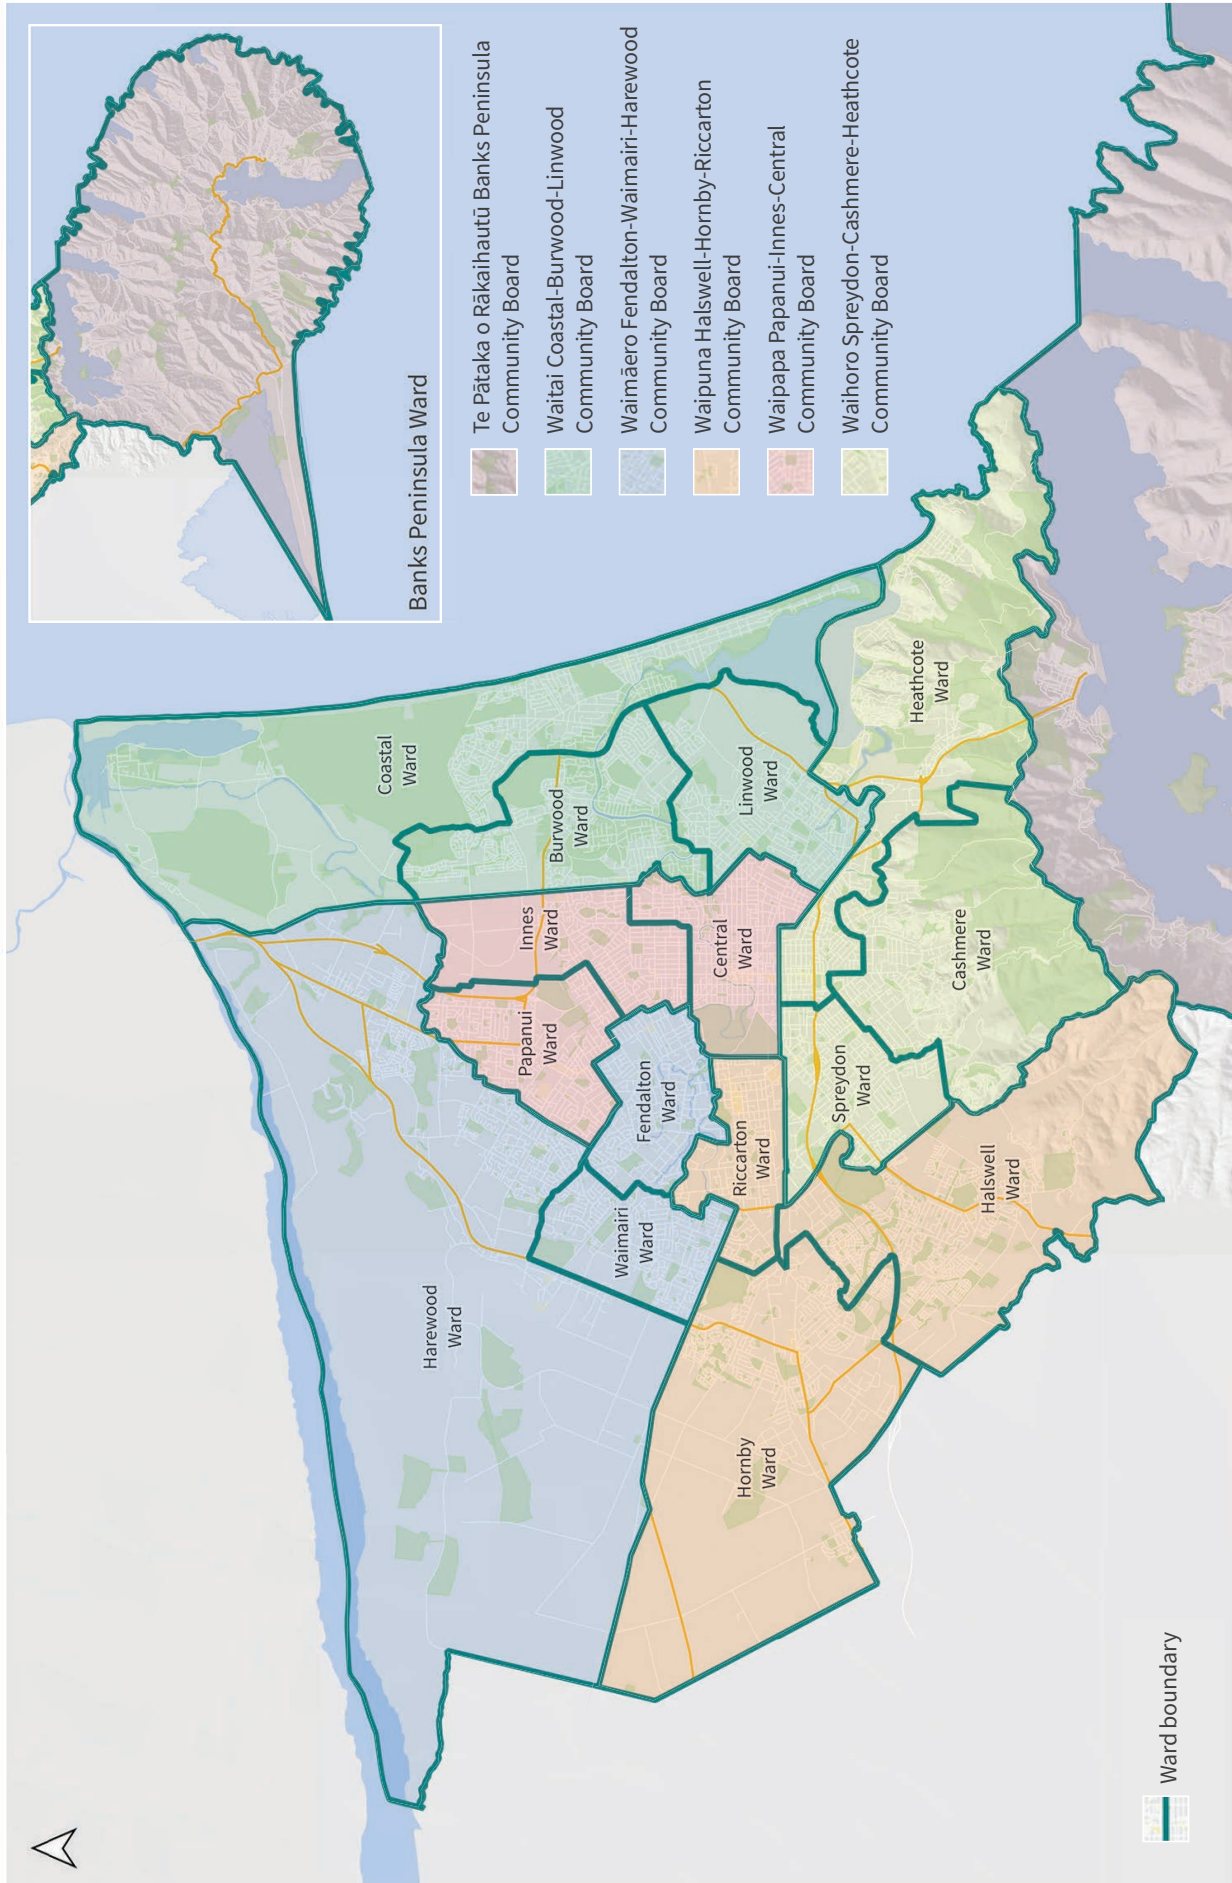 Banks Peninsula Ward
Te Pātaka o Rākaihautū Banks Peninsula
Community Board
Waitai Coastal-Burwood-Linwood
Community Board
Waimāero Fendalton-Waimairi-Harewood
Community Board
Waipuna Halswell-Hornby-Riccarton
Community Board
Waipapa Papanui-Innes-Central
Community Board
Waihoro Spreydon-Cashmere-Heathcote
Community Board
Coastal
Ward
Harewood
Ward
Burwood
Ward
Innes
Ward
Papanui
Ward
Waimairi
Ward
Fendalton
Ward
Linwood
Ward
Central
Ward
Riccarton
Ward
Hornby
Ward
Spreydon
Ward
Heathcote
Ward
Cashmere
Ward
Halswell
Ward
Ward boundary